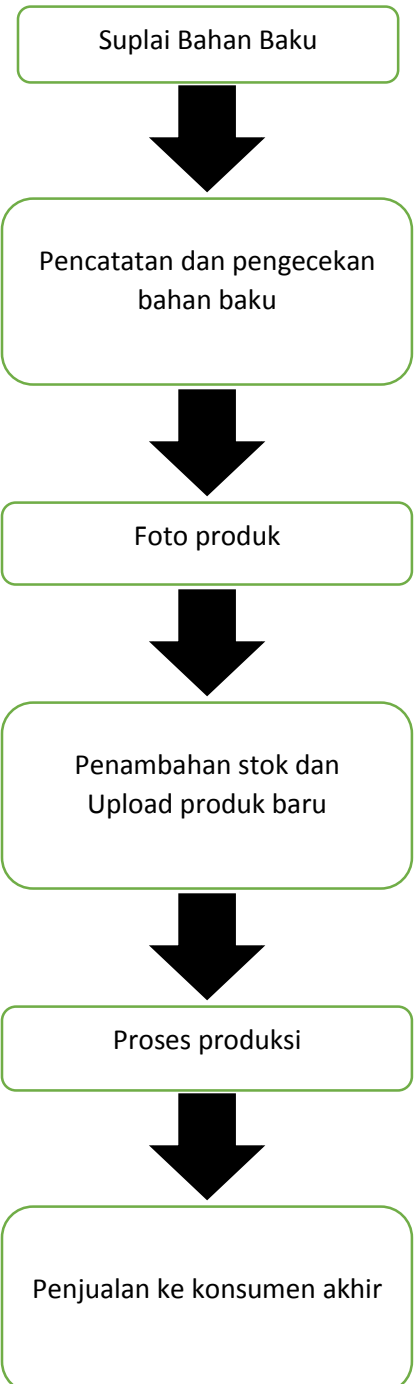 Suplai Bahan Baku
Pencatatan dan pengecekan
bahan baku
Foto produk
Penambahan stok dan
Upload produk baru
Proses produksi
Penjualan ke konsumen akhir